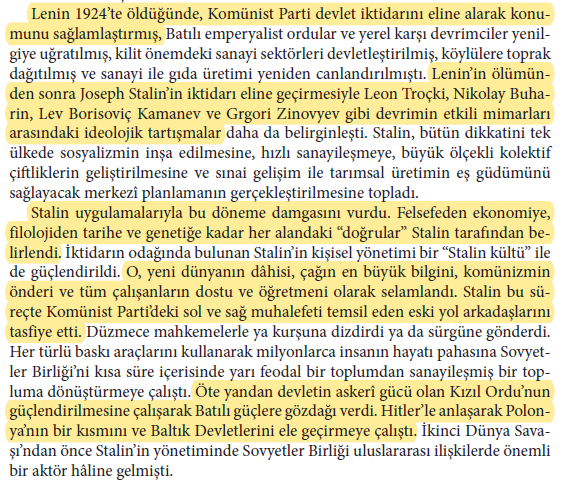 Lenin 1924’te öldüğünde, Komünist Parti devlet iktidarını eline alarak konu-
munu sağlamlaştırmış, Batılı emperyalist ordular ve yerel karşı devrimciler yenil-
giye uğratılmış, kilit önemdeki sanayi sektörleri devletleştirilmiş, köylülere toprak
dağıtılmış ve sanayi ile gıda üretimi yeniden canlandırılmıştı. Lenin’in ölümün-
den sonra Joseph Stalin’in iktidarı eline geçirmesiyle Leon Troçki, Nikolay Buha-
rin, Lev Borisoviç Kamanev ve Grgori Zinovyev gibi devrimin etkili mimarları
arasındaki ideolojik tartışmalar daha da belirginleşti. Stalin, bütün dikkatini tek
ülkede sosyalizmin inşa edilmesine, hızlı sanayileşmeye, büyük ölçekli kolektif
çiftliklerin geliştirilmesine ve sınai gelişim ile tarımsal üretimin eş güdümünü
sağlayacak merkezî planlamanın gerçekleştirilmesine topladı.
Stalin uygulamalarıyla bu döneme damgasını vurdu. Felsefeden ekonomiye,
filolojiden tarihe ve genetiğe kadar her alandaki “doğrular” Stalin tarafından be-
lirlendi. İktidarın odağında bulunan Stalin’in kişisel yönetimi bir “Stalin kültü” ile
de güçlendirildi. O, yeni dünyanın dâhisi, çağın en büyük bilgini, komünizmin
önderi ve tüm çalışanların dostu ve öğretmeni olarak selamlandı. Stalin bu sü-
reçte Komünist Parti’deki sol ve sağ muhalefeti temsil eden eski yol arkadaşlarını
tasfiye etti. Düzmece mahkemelerle ya kurşuna dizdirdi ya da sürgüne gönderdi.
Her türlü baskı araçlarını kullanarak milyonlarca insanın hayatı pahasına Sovyet-
ler Birliği’ni kısa süre içerisinde yarı feodal bir toplumdan sanayileşmiş bir top-
luma dönüştürmeye çalıştı. Öte yandan devletin askerî gücü olan Kızıl Ordu’nun
güçlendirilmesine çalışarak Batılı güçlere gözdağı verdi. Hitler’le anlaşarak Polon-
ya’nın bir kısmını ve Baltık Devletlerini ele geçirmeye çalıştı. İkinci Dünya Sava-
şı’ndan önce Stalin’in yönetiminde Sovyetler Birliği uluslararası ilişkilerde önemli
bir aktör hâline gelmişti.